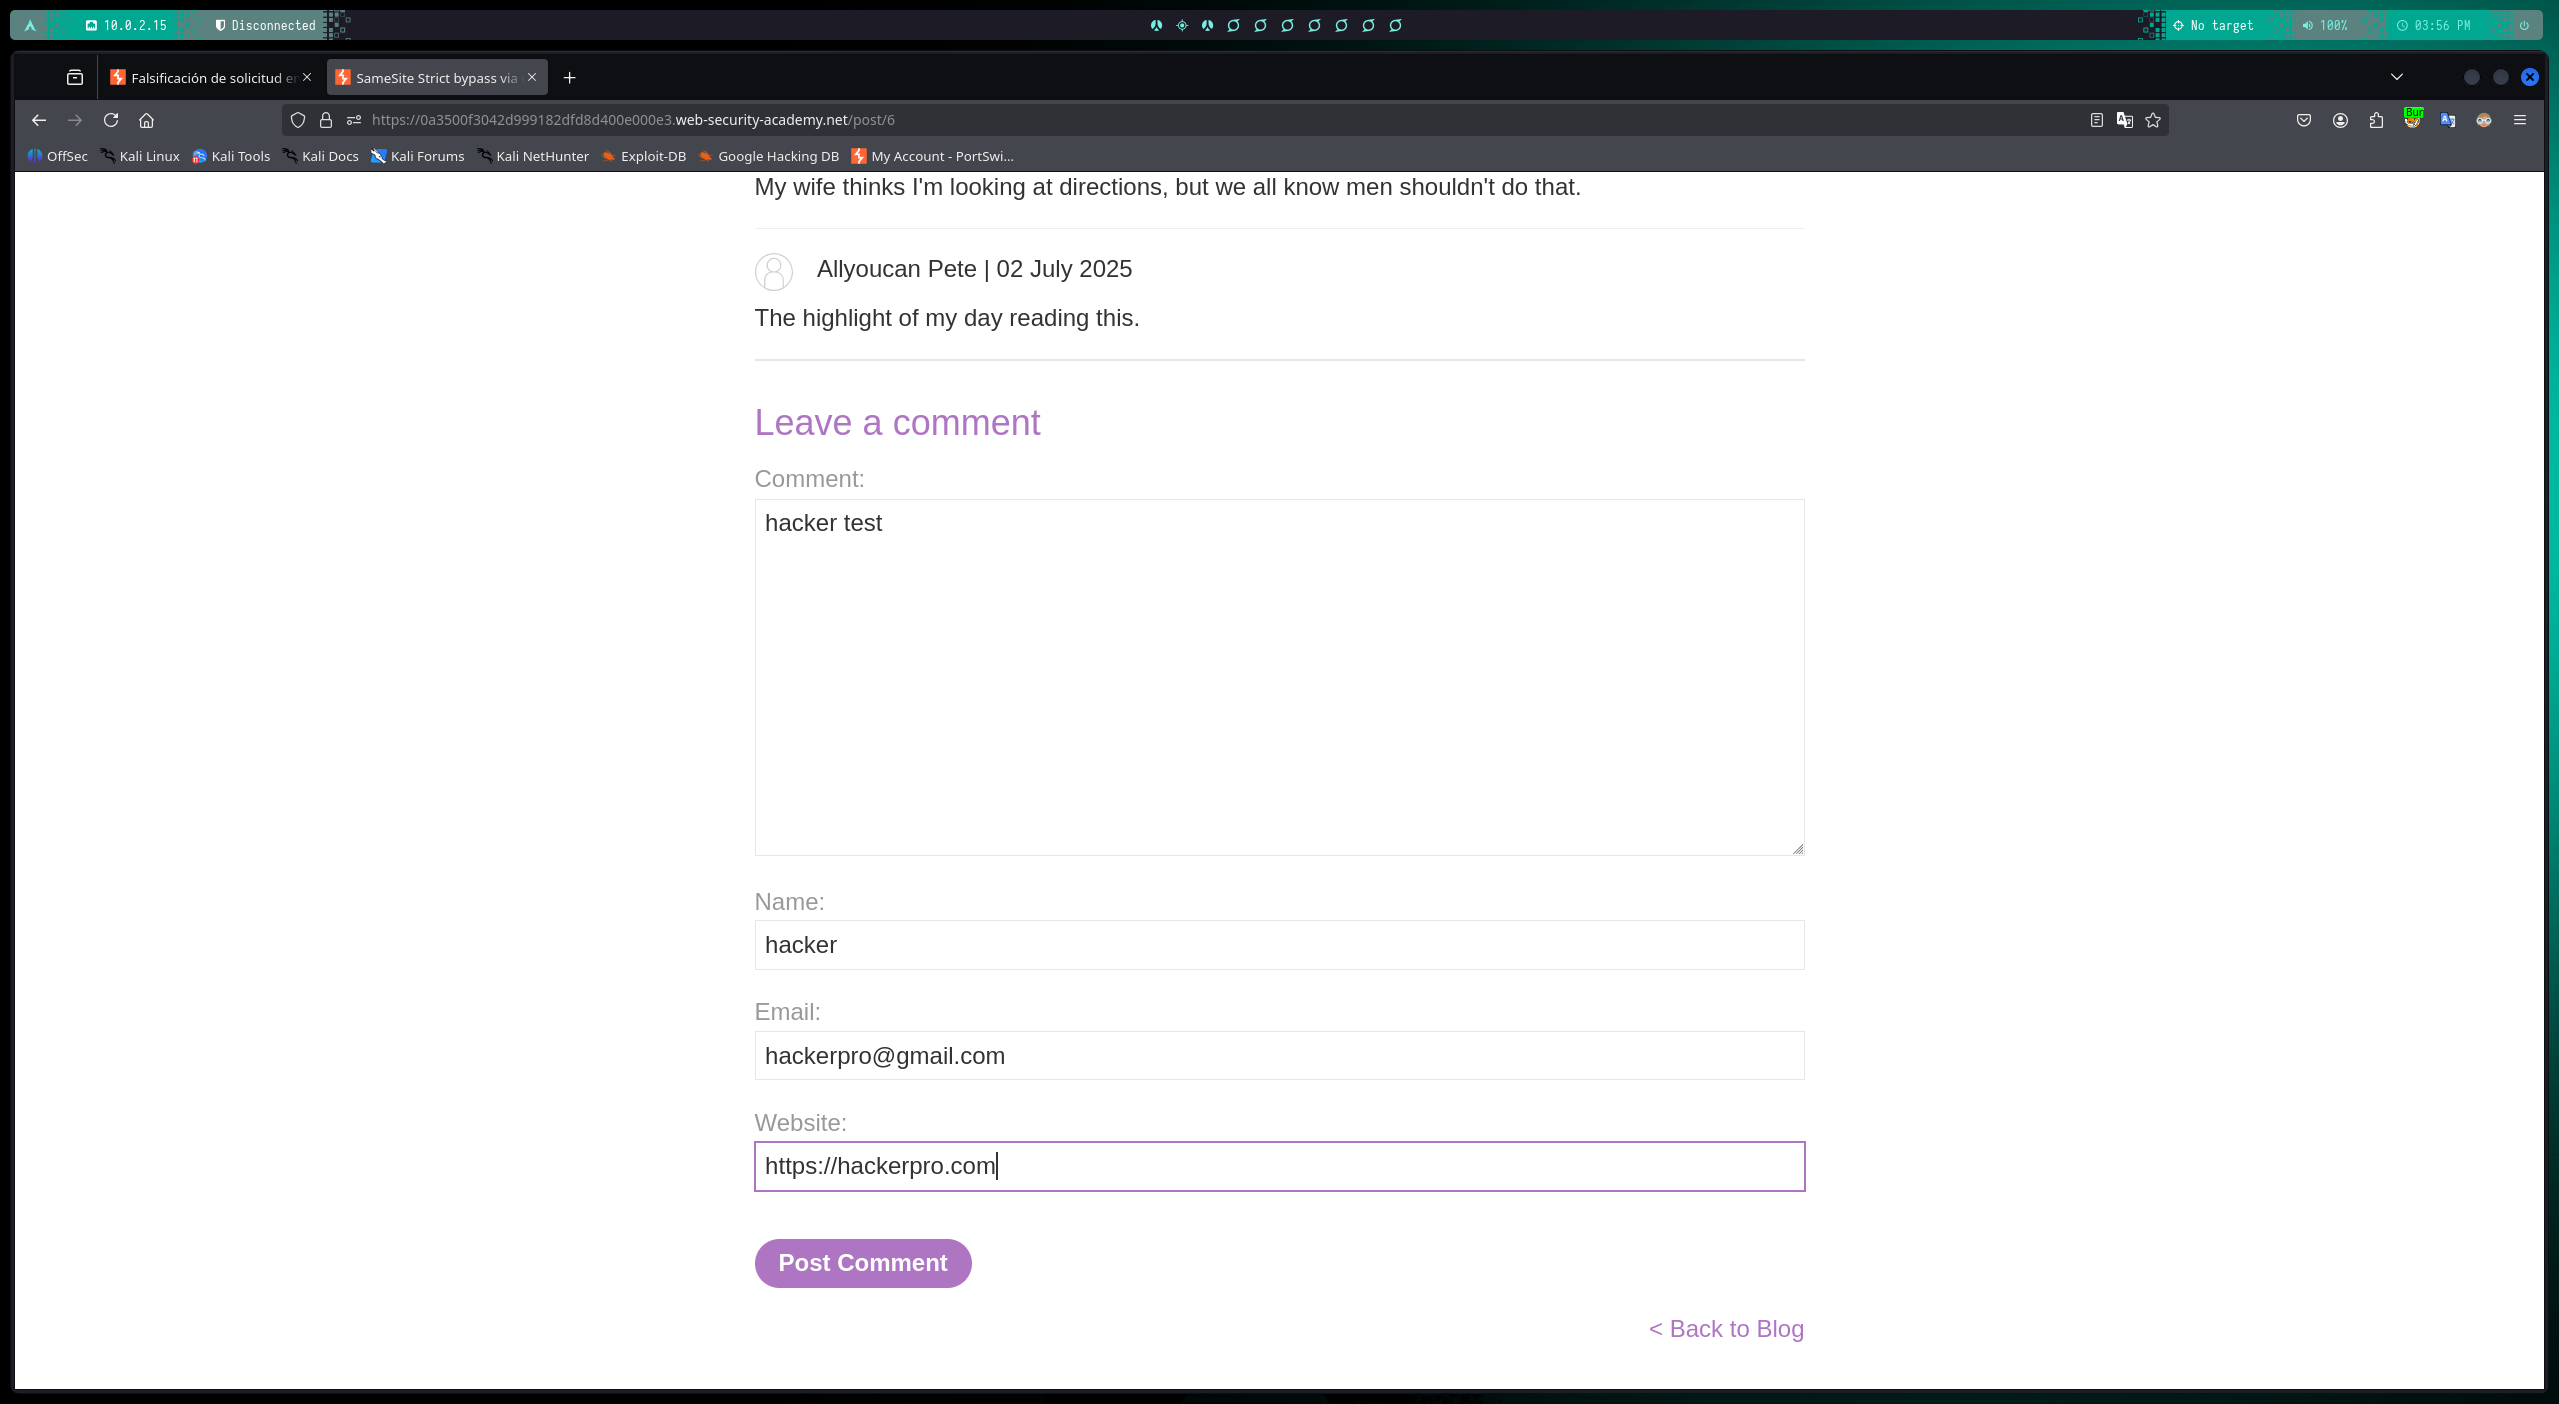 10.0.2.15
Disconnected
No target
100%
03:56 PM
Falsificación de solicitud en
SameSite Strict bypass via
https://0a3500f3042d999182dfd8d400e000e3.web-security-academy.net/post/6
Bur
OffSec
Kali Linux
Kali Tools
Kali Docs
Kali Forums
Kali NetHunter
Exploit-DB
Google Hacking DB
My Account - PortSwi...
My wife thinks I'm looking at directions, but we all know men shouldn't do that.
Allyoucan Pete | 02 July 2025
The highlight of my day reading this.
Leave a comment
Comment:
hacker test
Name:
hacker
Email:
hackerpro@gmail.com
Website:
https://hackerpro.com
Post Comment
< Back to Blog